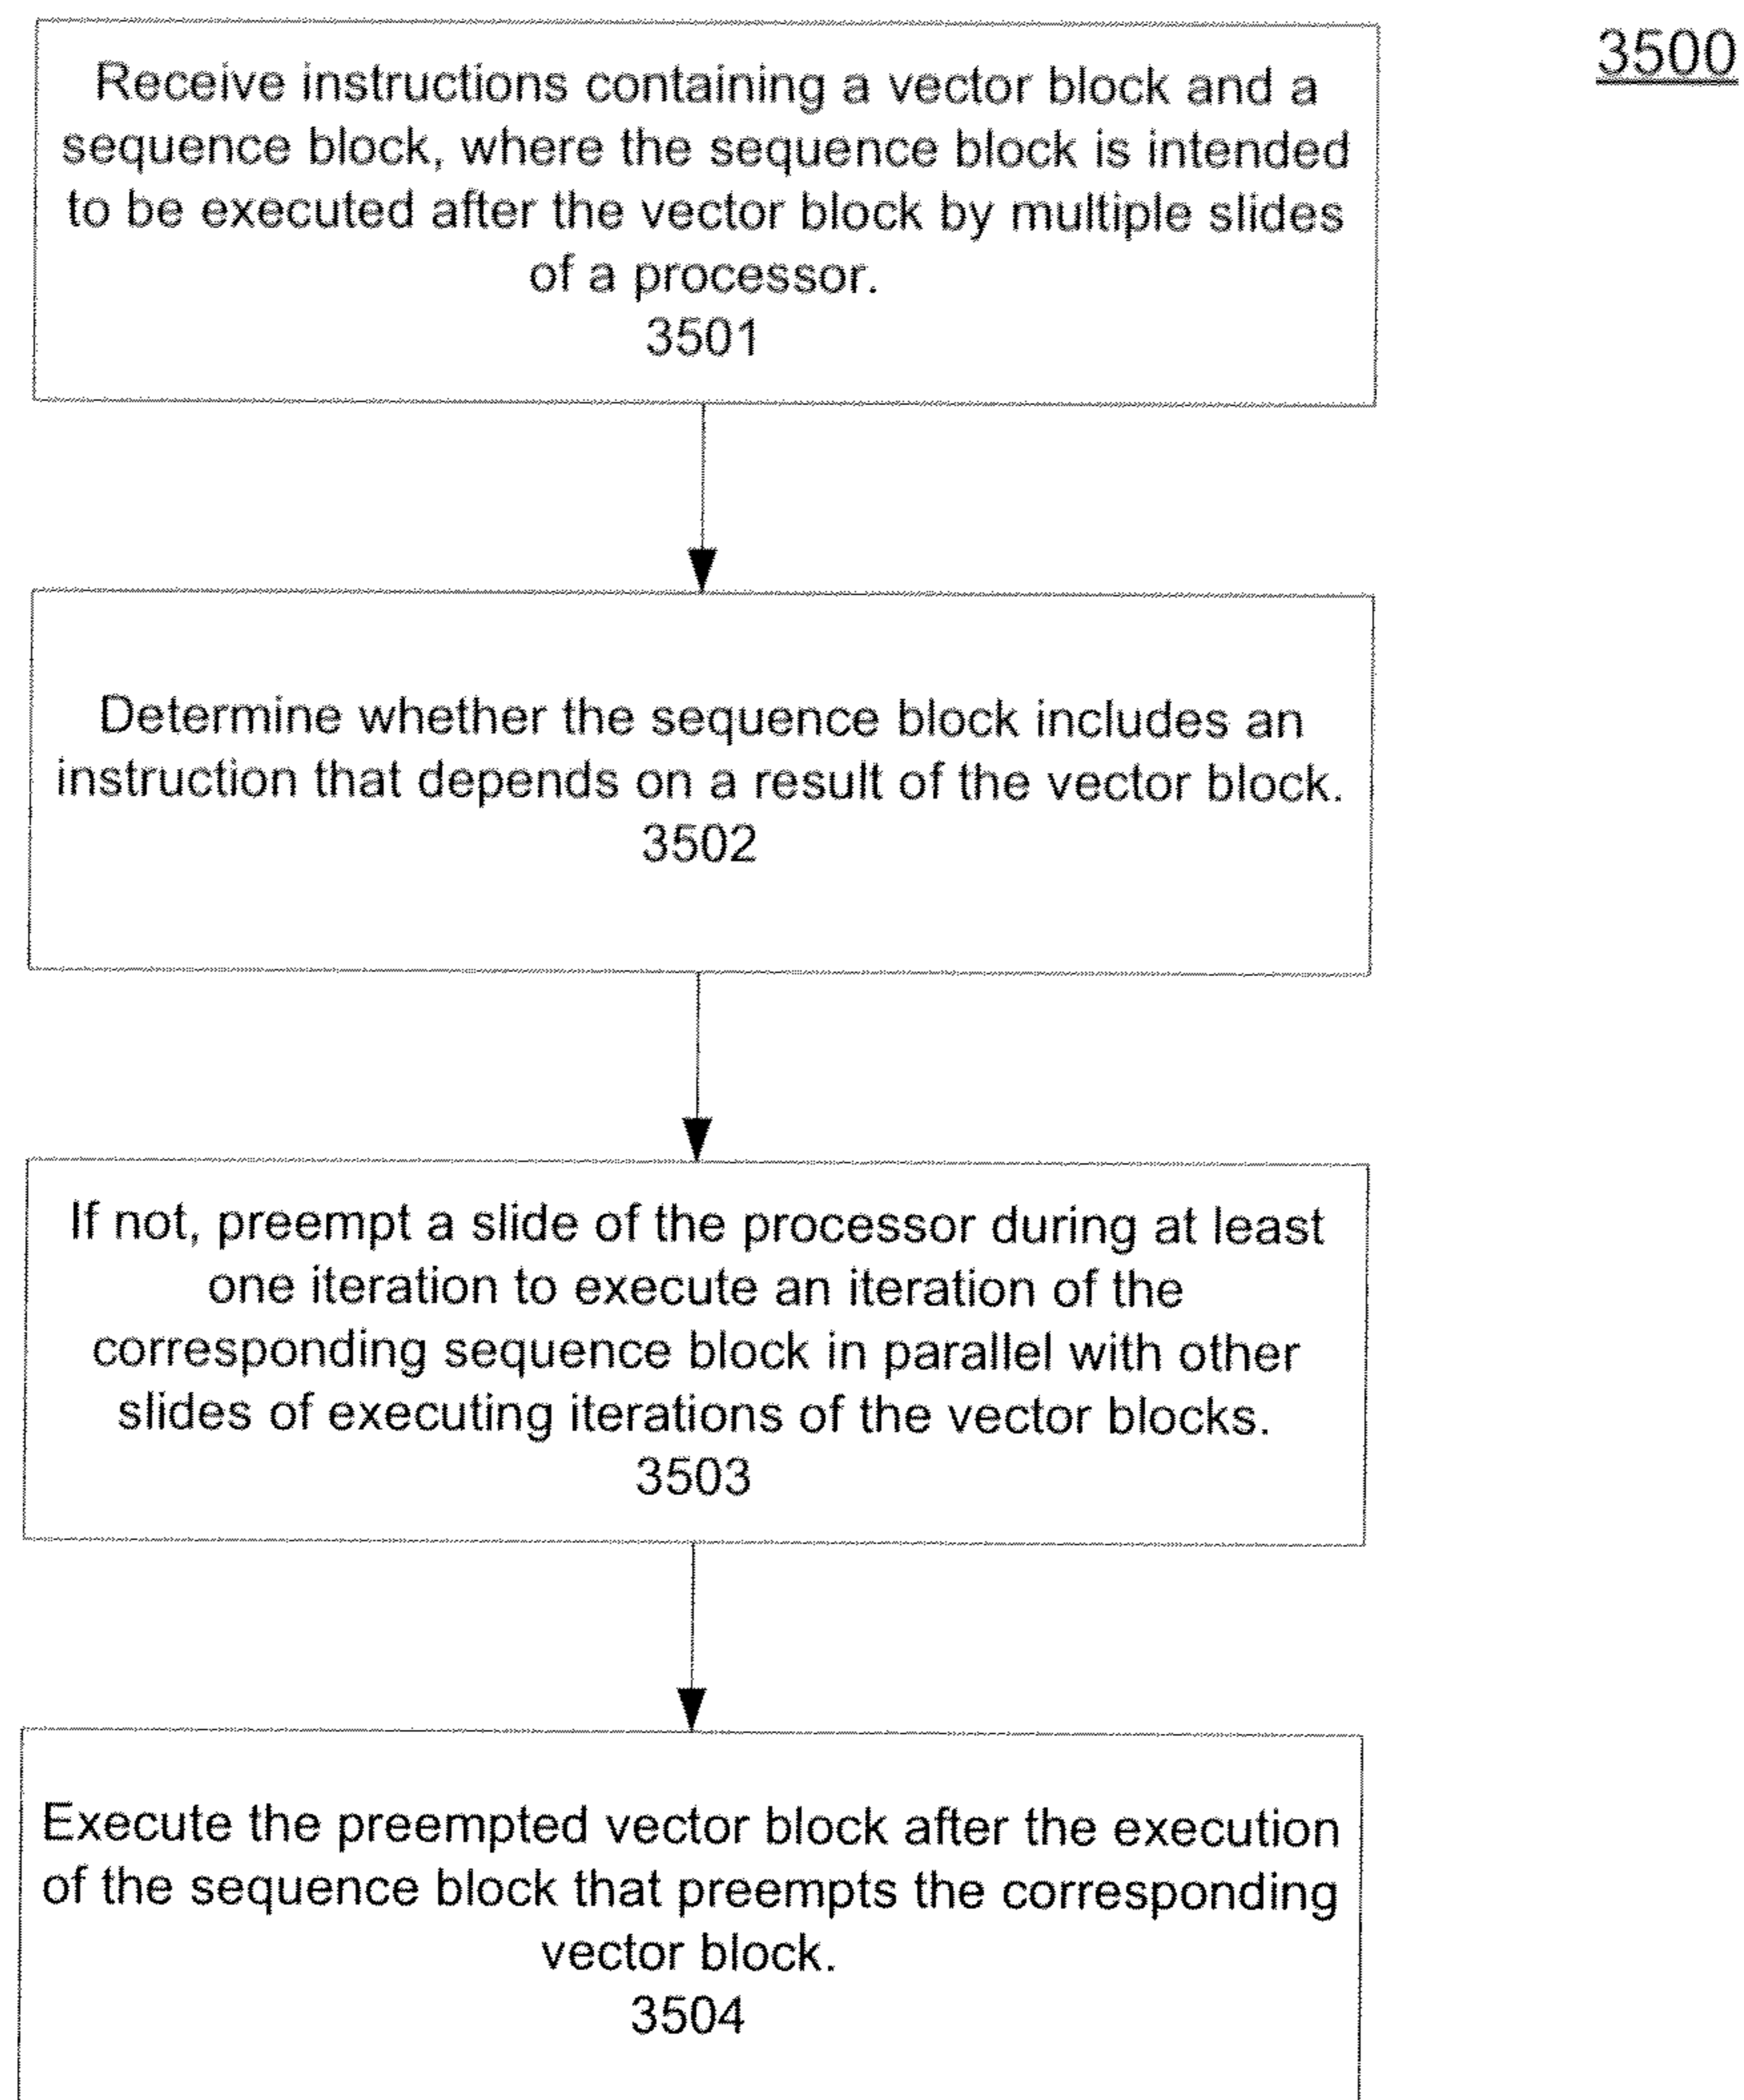 3500
Receive instructions containing a vector block and a
sequence block, where the sequence block is intended
to be executed after the vector block by multiple slides
of a processor.
3501
Determine whether the sequence block includes an
instruction that depends on a result of the vector block.
3502
If not, preempt a slide of the processor during at least
one iteration to execute an iteration of the
corresponding sequence block in parallel with other
slides of executing iterations of the vector blocks.
3503
Execute the preempted vector block after the execution
of the sequence block that preempts the corresponding
vector block.
3504